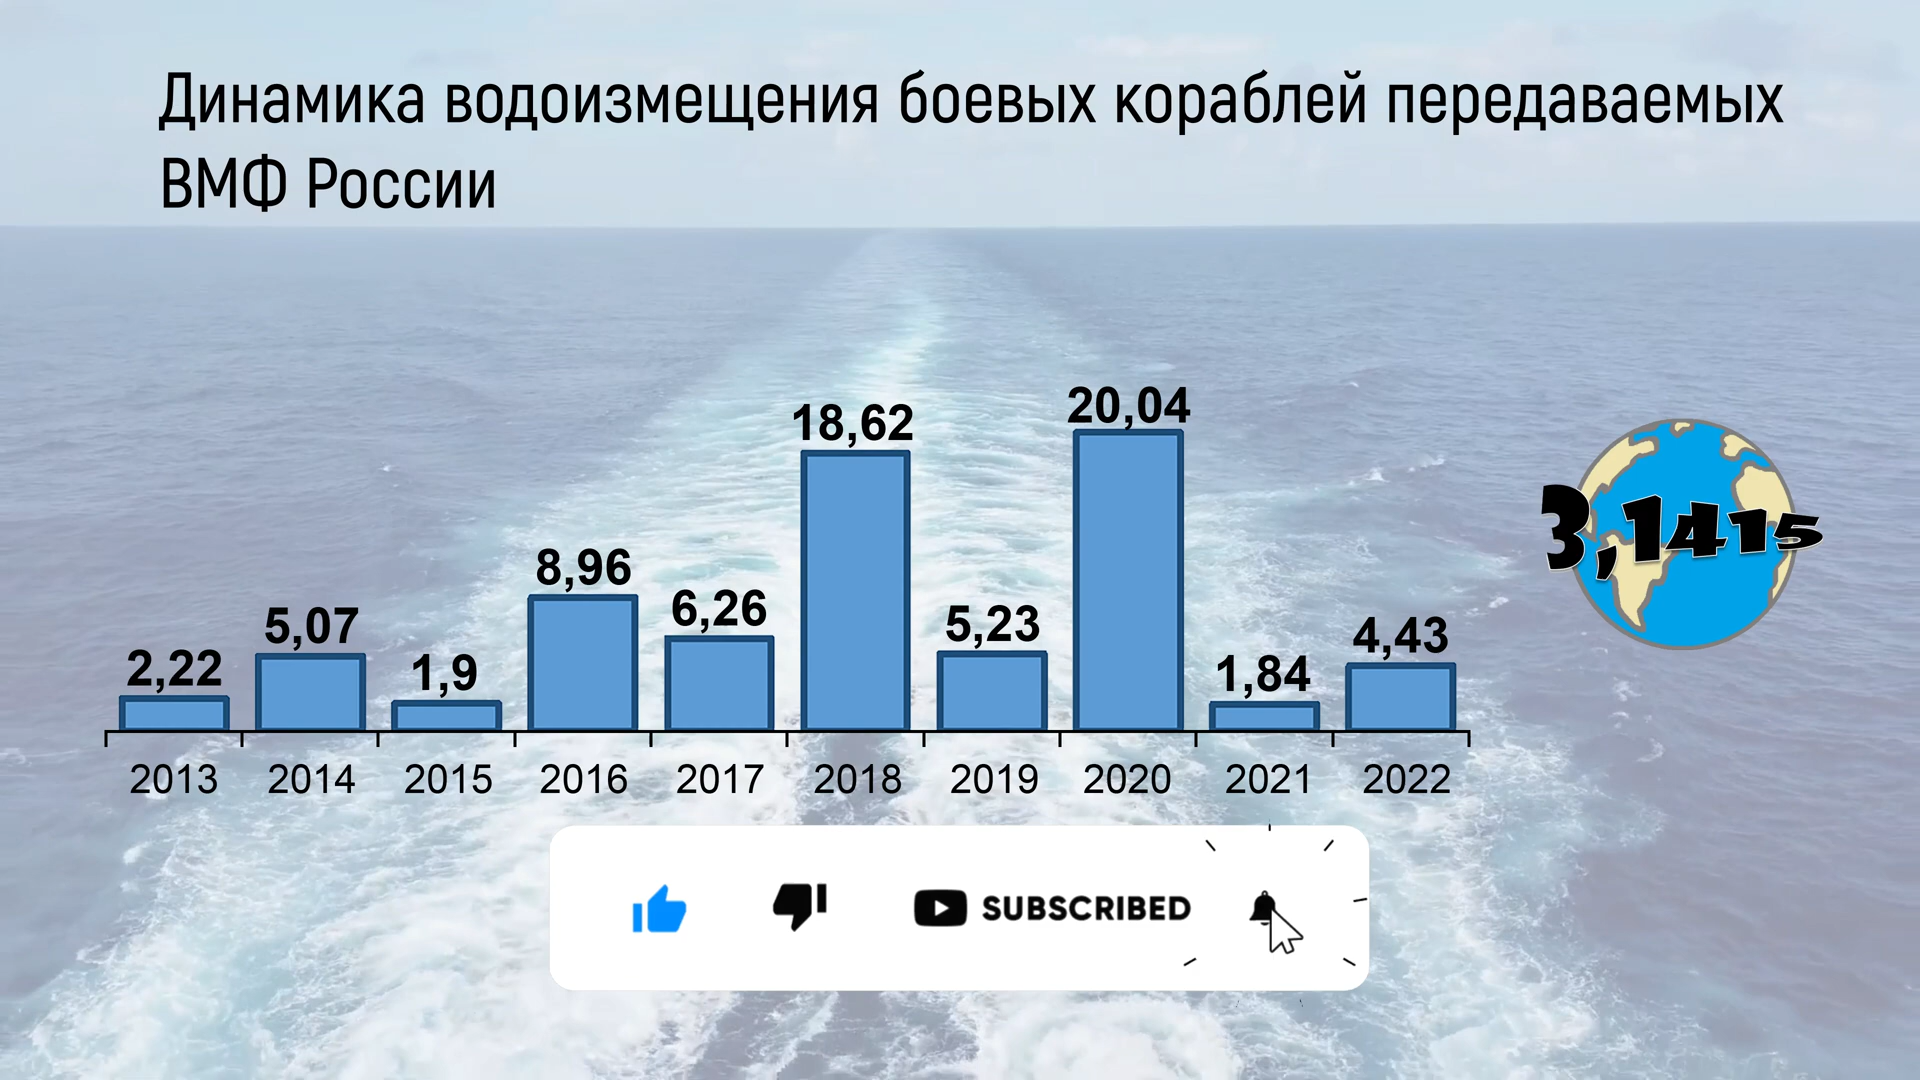 Динамика водоизмещения боевых кораблей передаваемых
ВМФ России
2,22
5,07
1,9
8,96
6,26
18,62
5,23
20,04
1,84
4,43
2013 2014 2015 2016 2017 2018 2019 2020 2021 2022
3,1415
SUBSCRIBED